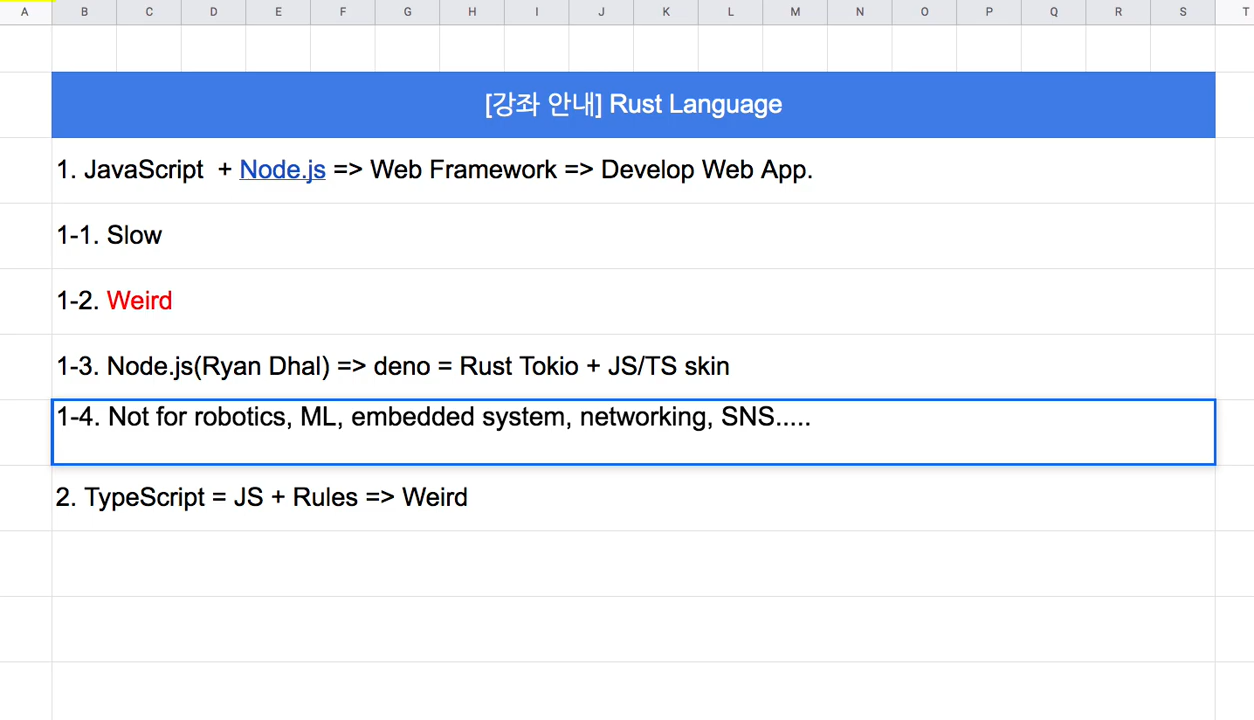 A B C D E F G H I J K L M N O P Q R S T
[강좌 안내] Rust Language
1. JavaScript + Node.js => Web Framework => Develop Web App.
1-1. Slow
1-2. Weird
1-3. Node.js(Ryan Dhal) => deno = Rust Tokio + JS/TS skin
1-4. Not for robotics, ML, embedded system, networking, SNS.....
2. TypeScript = JS + Rules => Weird